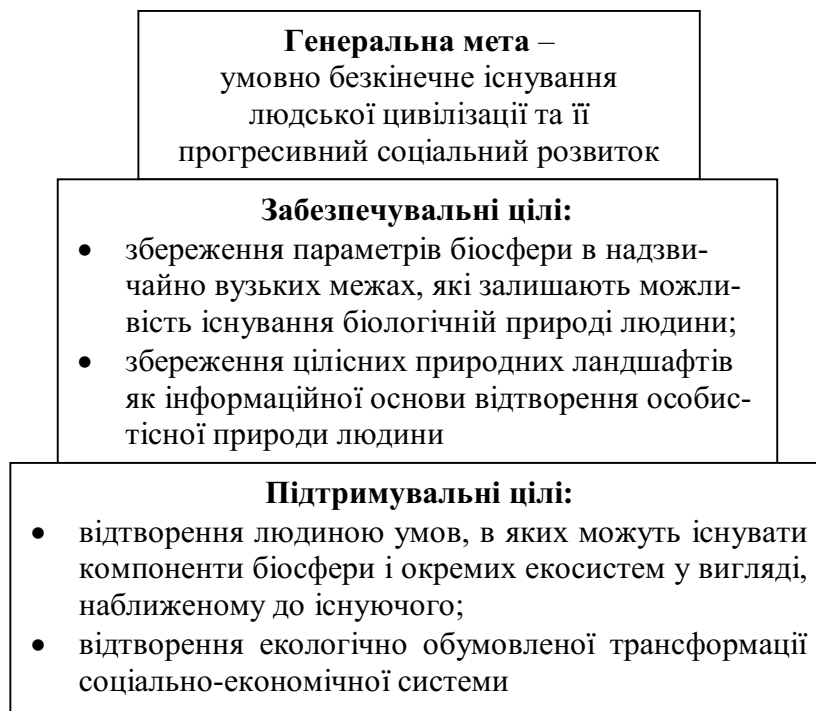 Генеральна мета –
умовно безкінечне існування
людської цивілізації та її
прогресивний соціальний розвиток
Забезпечувальні цілі:
• збереження параметрів біосфери в надзви-
чайно вузьких межах, які залишають можли-
вість існування біологічній природі людини;
• збереження цілісних природних ландшафтів
як інформаційної основи відтворення особис-
тісної природи людини
Підтримувальні цілі:
• відтворення людиною умов, в яких можуть існувати
компоненти біосфери і окремих екосистем у вигляді,
наближеному до існуючого;
• відтворення екологічно обумовленої трансформації
соціально-економічної системи